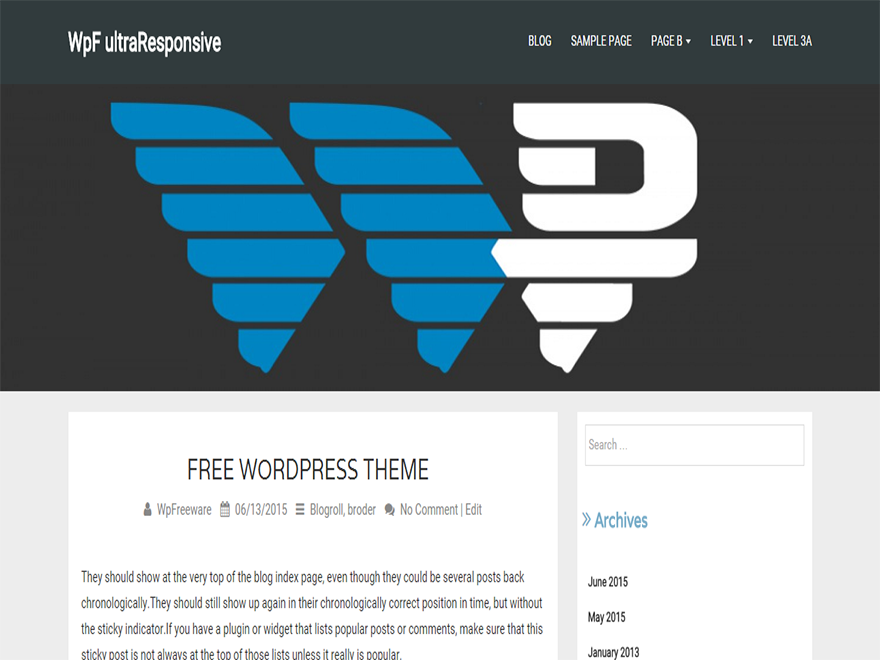 WpF ultraResponsive
BLOG SAMPLE PAGE PAGE B LEVEL 1 LEVEL 3A
WP
FREE WORDPRESS THEME
WpFreeware 06/13/2015 Blogroll, broder No Comment | Edit
They should show at the very top of the blog index page, even though they could be several posts back
chronologically.They should still show up again in their chronologically correct position in time, but without
the sticky indicator.If you have a plugin or widget that lists popular posts or comments, make sure that this
sticky post is not always at the top of those lists unless it really is popular.
Search ...
» Archives
June 2015
May 2015
January 2013